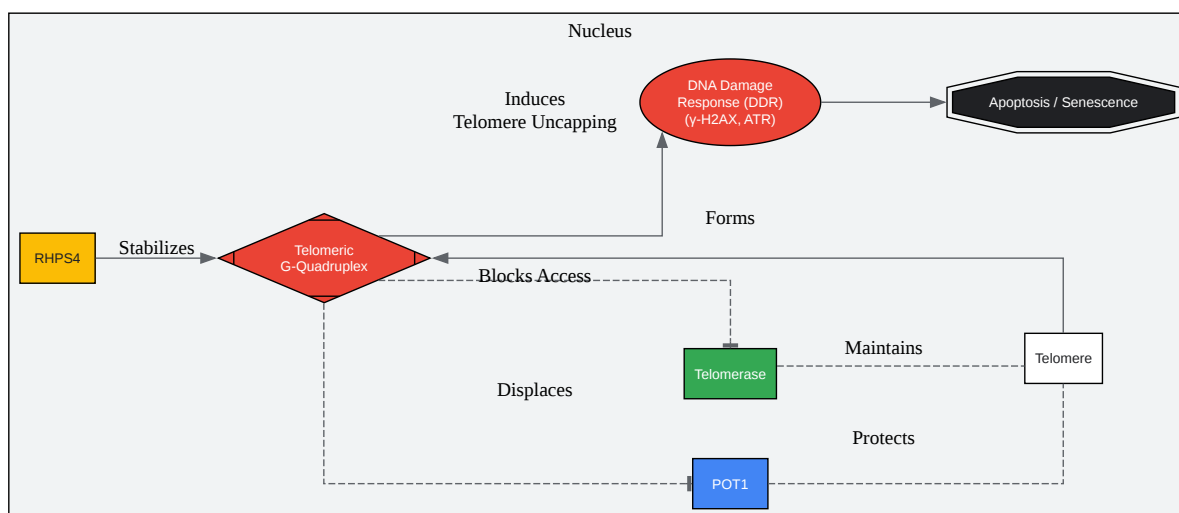 Nucleus
DNA Damage
Response (DDR)
(γ-H2AX, ATR)
Apoptosis / Senescence
Induces
Telomere Uncapping
Forms
RHPS4
Stabilizes
Telomeric
G-Quadruplex
Blocks Access
Telomerase
Maintains
Telomere
Displaces
Protects
POT1